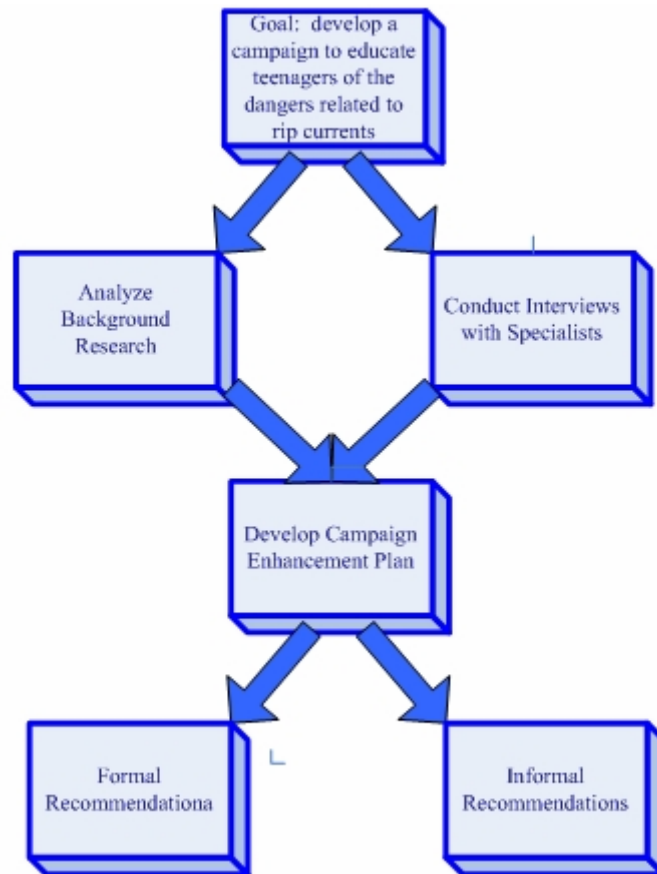 Goal: develop a
campaign to educate
teenagers of the
dangers related to
rip currents
Analyze
Background
Research
Conduct Interviews
with Specialists
Develop Campaign
Enhancement Plan
Formal
Recommendationa
Informal
Recommendations